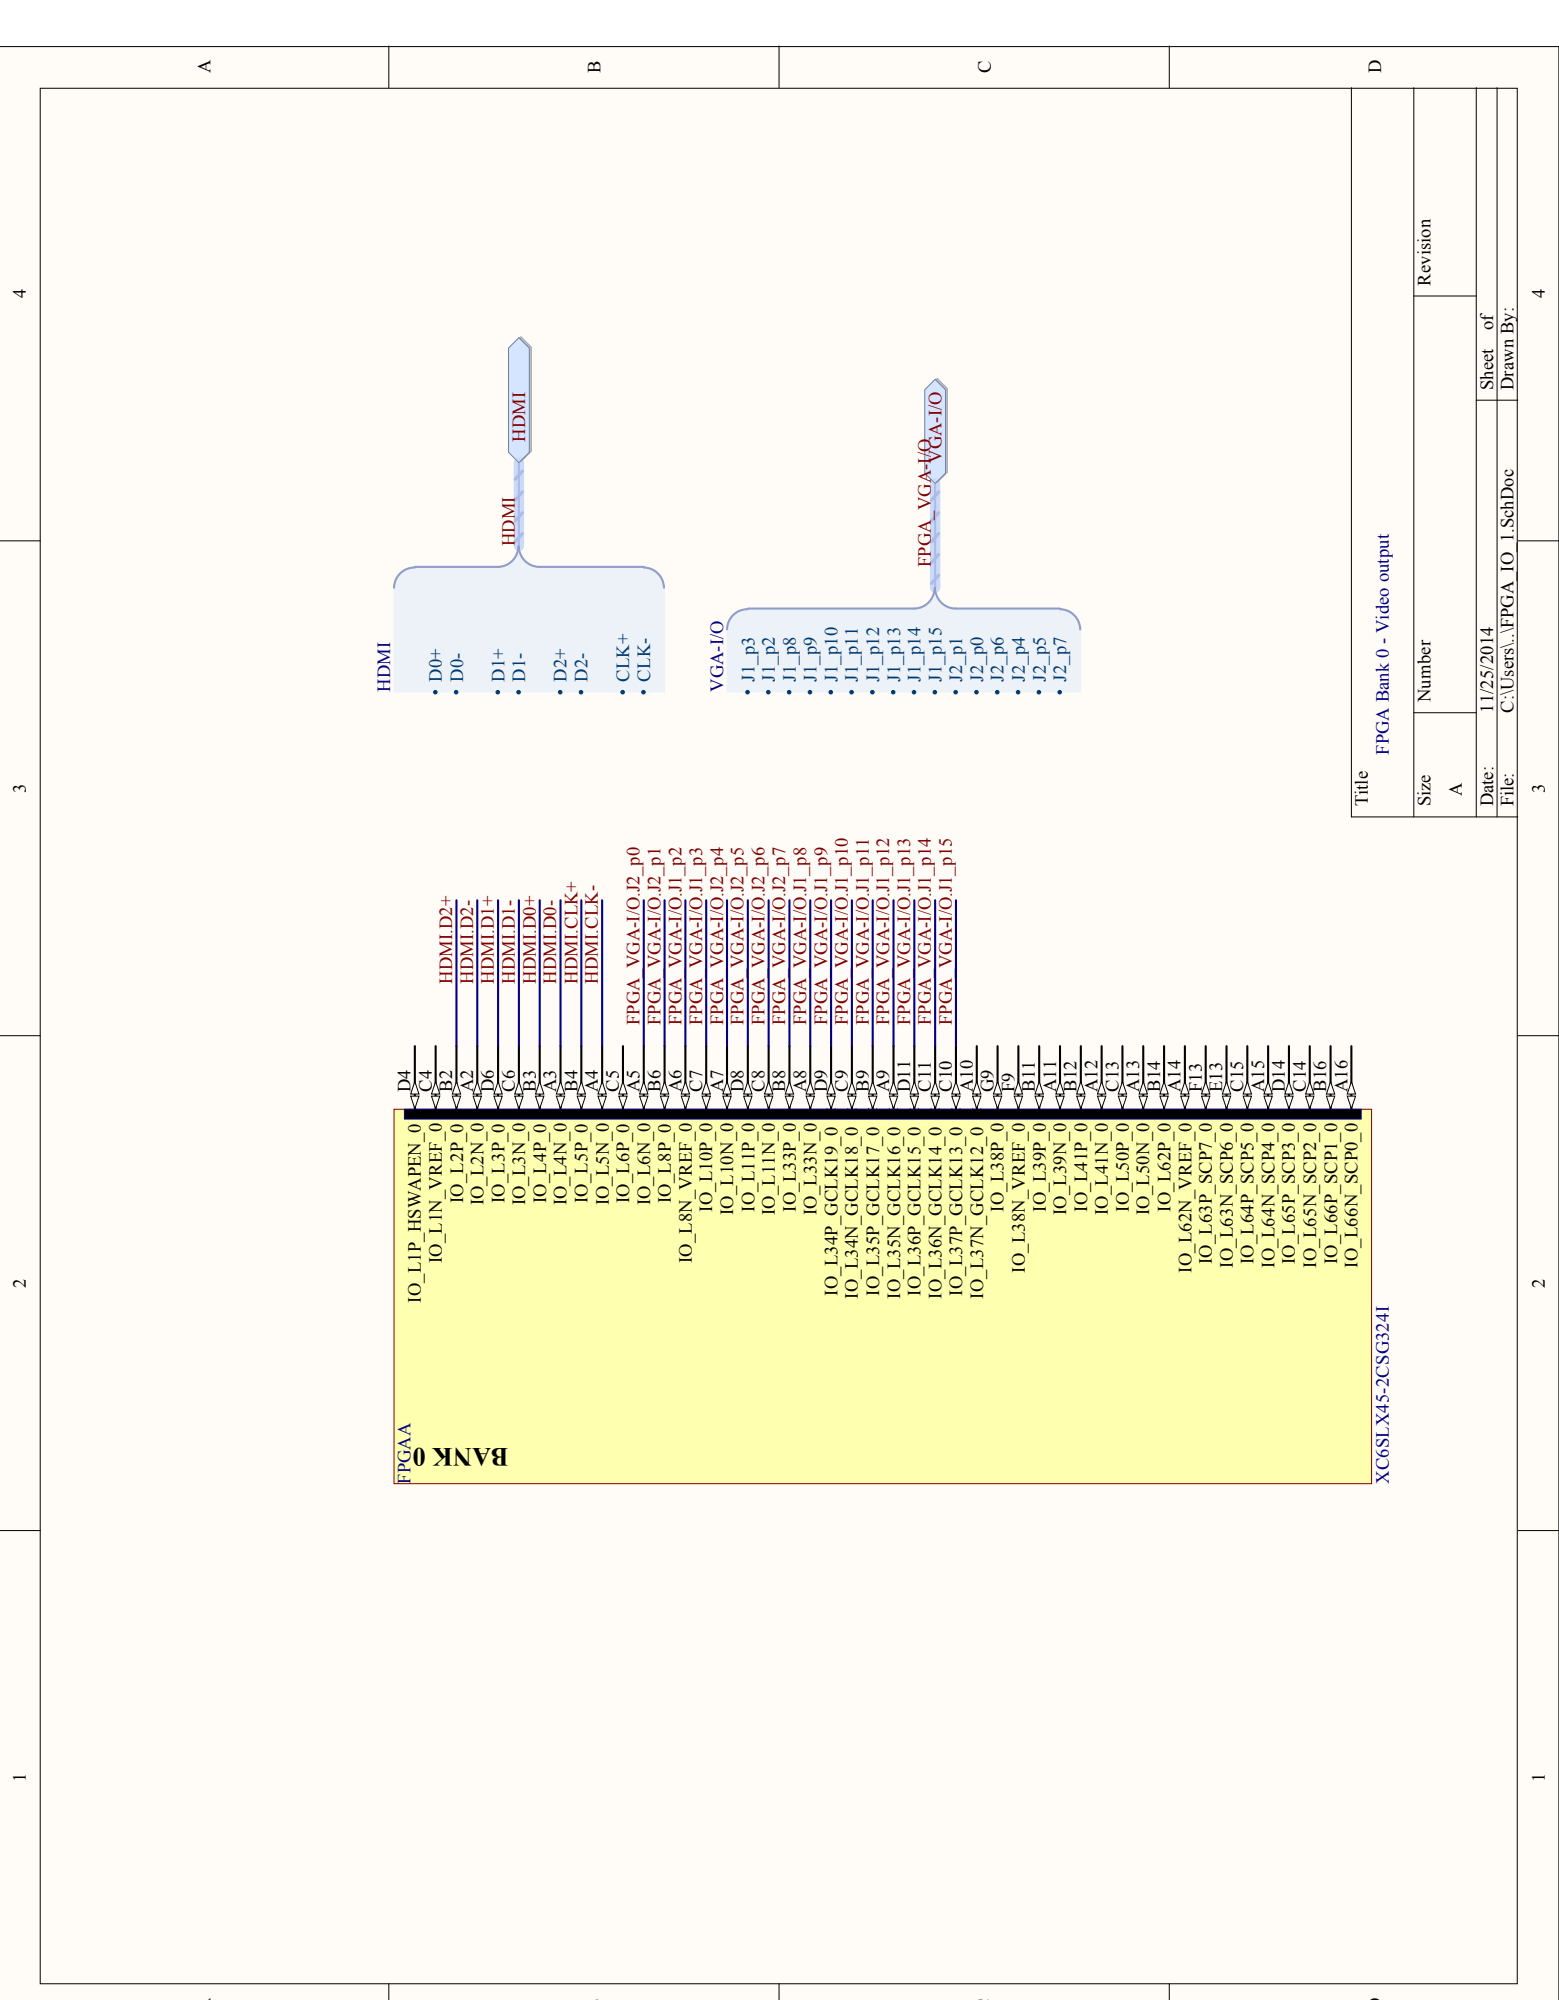 1
2
3
4
A
B
C
D
FPGAA
BANK 0
IO_L1P_HSWAPEN_0 D4
IO_L1N_VREF_0 C4
IO_L2P_0 B2 HDMI.D2+
IO_L2N_0 A2 HDMI.D2-
IO_L3P_0 D6 HDMI.D1+
IO_L3N_0 C6 HDMI.D1-
IO_L4P_0 B3 HDMI.D0+
IO_L4N_0 A3 HDMI.D0-
IO_L5P_0 B4 HDMI.CLK+
IO_L5N_0 A4 HDMI.CLK-
IO_L6P_0 C5
IO_L6N_0 A5 FPGA_VGA-I/O.J2_p0
IO_L8P_0 B6 FPGA_VGA-I/O.J2_p1
IO_L8N_VREF_0 A6 FPGA_VGA-I/O.J1_p2
IO_L10P_0 C7 FPGA_VGA-I/O.J1_p3
IO_L10N_0 A7 FPGA_VGA-I/O.J2_p4
IO_L11P_0 D8 FPGA_VGA-I/O.J2_p5
IO_L11N_0 C8 FPGA_VGA-I/O.J2_p6
IO_L33P_0 B8 FPGA_VGA-I/O.J2_p7
IO_L33N_0 A8 FPGA_VGA-I/O.J1_p8
IO_L34P_GCLK19_0 D9 FPGA_VGA-I/O.J1_p9
IO_L34N_GCLK18_0 C9 FPGA_VGA-I/O.J1_p10
IO_L35P_GCLK17_0 B9 FPGA_VGA-I/O.J1_p11
IO_L35N_GCLK16_0 A9 FPGA_VGA-I/O.J1_p12
IO_L36P_GCLK15_0 D11 FPGA_VGA-I/O.J1_p13
IO_L36N_GCLK14_0 C11 FPGA_VGA-I/O.J1_p14
IO_L37P_GCLK13_0 C10 FPGA_VGA-I/O.J1_p15
IO_L37N_GCLK12_0 A10
IO_L38P_0 G9
IO_L38N_VREF_0 F9
IO_L39P_0 B11
IO_L39N_0 A11
IO_L41P_0 B12
IO_L41N_0 A12
IO_L50P_0 C13
IO_L50N_0 A13
IO_L62P_0 B14
IO_L62N_VREF_0 A14
IO_L63P_SCP7_0 F13
IO_L63N_SCP6_0 E13
IO_L64P_SCP5_0 C15
IO_L64N_SCP4_0 A15
IO_L65P_SCP3_0 D14
IO_L65N_SCP2_0 C14
IO_L66P_SCP1_0 B16
IO_L66N_SCP0_0 A16
XC6SLX45-2CSG324I
HDMI
D0+
D0-
D1+
D1-
D2+
D2-
CLK+
CLK-
HDMI
HDMI
VGA-I/O
J1_p3
J1_p2
J1_p8
J1_p9
J1_p10
J1_p11
J1_p12
J1_p13
J1_p14
J1_p15
J2_p1
J2_p0
J2_p6
J2_p4
J2_p5
J2_p7
FPGA_VGA-I/O
VGA-I/O
Title
FPGA Bank 0 - Video output
Size Number Revision
A
Date: 11/25/2014 Sheet of
File: C:\Users\..\FPGA_IO_1.SchDoc Drawn By:
1
2
3
4